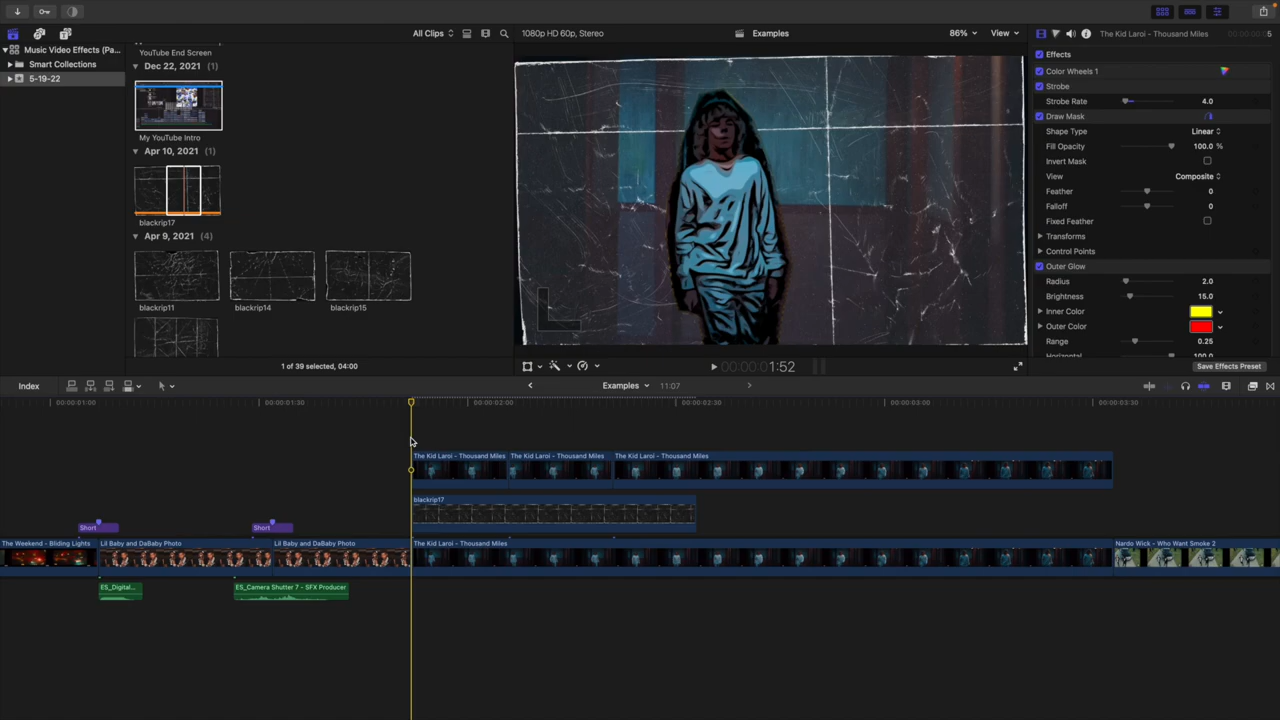 All Clips
1080p HD 60p, Stereo
Examples
86%
View
The Kid Laroi - Thousand Miles
Music Video Effects (Pa...
Smart Collections
5-19-22
YouTube End Screen
Dec 22, 2021 (1)
My YouTube Intro
Apr 10, 2021 (1)
blackrip17
Apr 9, 2021 (4)
blackrip11
blackrip14
blackrip15
1 of 39 selected, 04:00
00:00:00:01:52
Effects
Color Wheels 1
Strobe
Strobe Rate 4.0
Draw Mask
Shape Type Linear
Fill Opacity 100.0 %
Invert Mask
View Composite
Feather 0
Falloff 0
Fixed Feather
Transforms
Control Points
Outer Glow
Radius 2.0
Brightness 15.0
Inner Color
Outer Color
Range 0.25
Horizontal 100.0
Save Effects Preset
Index
Examples
11:07
00:00:01:00
00:00:01:30
00:00:02:00
00:00:02:30
00:00:03:00
00:00:03:30
The Kid Laroi - Thousand Miles
The Kid Laroi - Thousand Miles
The Kid Laroi - Thousand Miles
blackrip17
Short
Short
The Weekend - Bliding Lights
Lil Baby and DaBaby Photo
Lil Baby and DaBaby Photo
The Kid Laroi - Thousand Miles
Nardo Wick - Who Want Smoke 2
ES_Digital...
ES_Camera Shutter 7 - SFX Producer